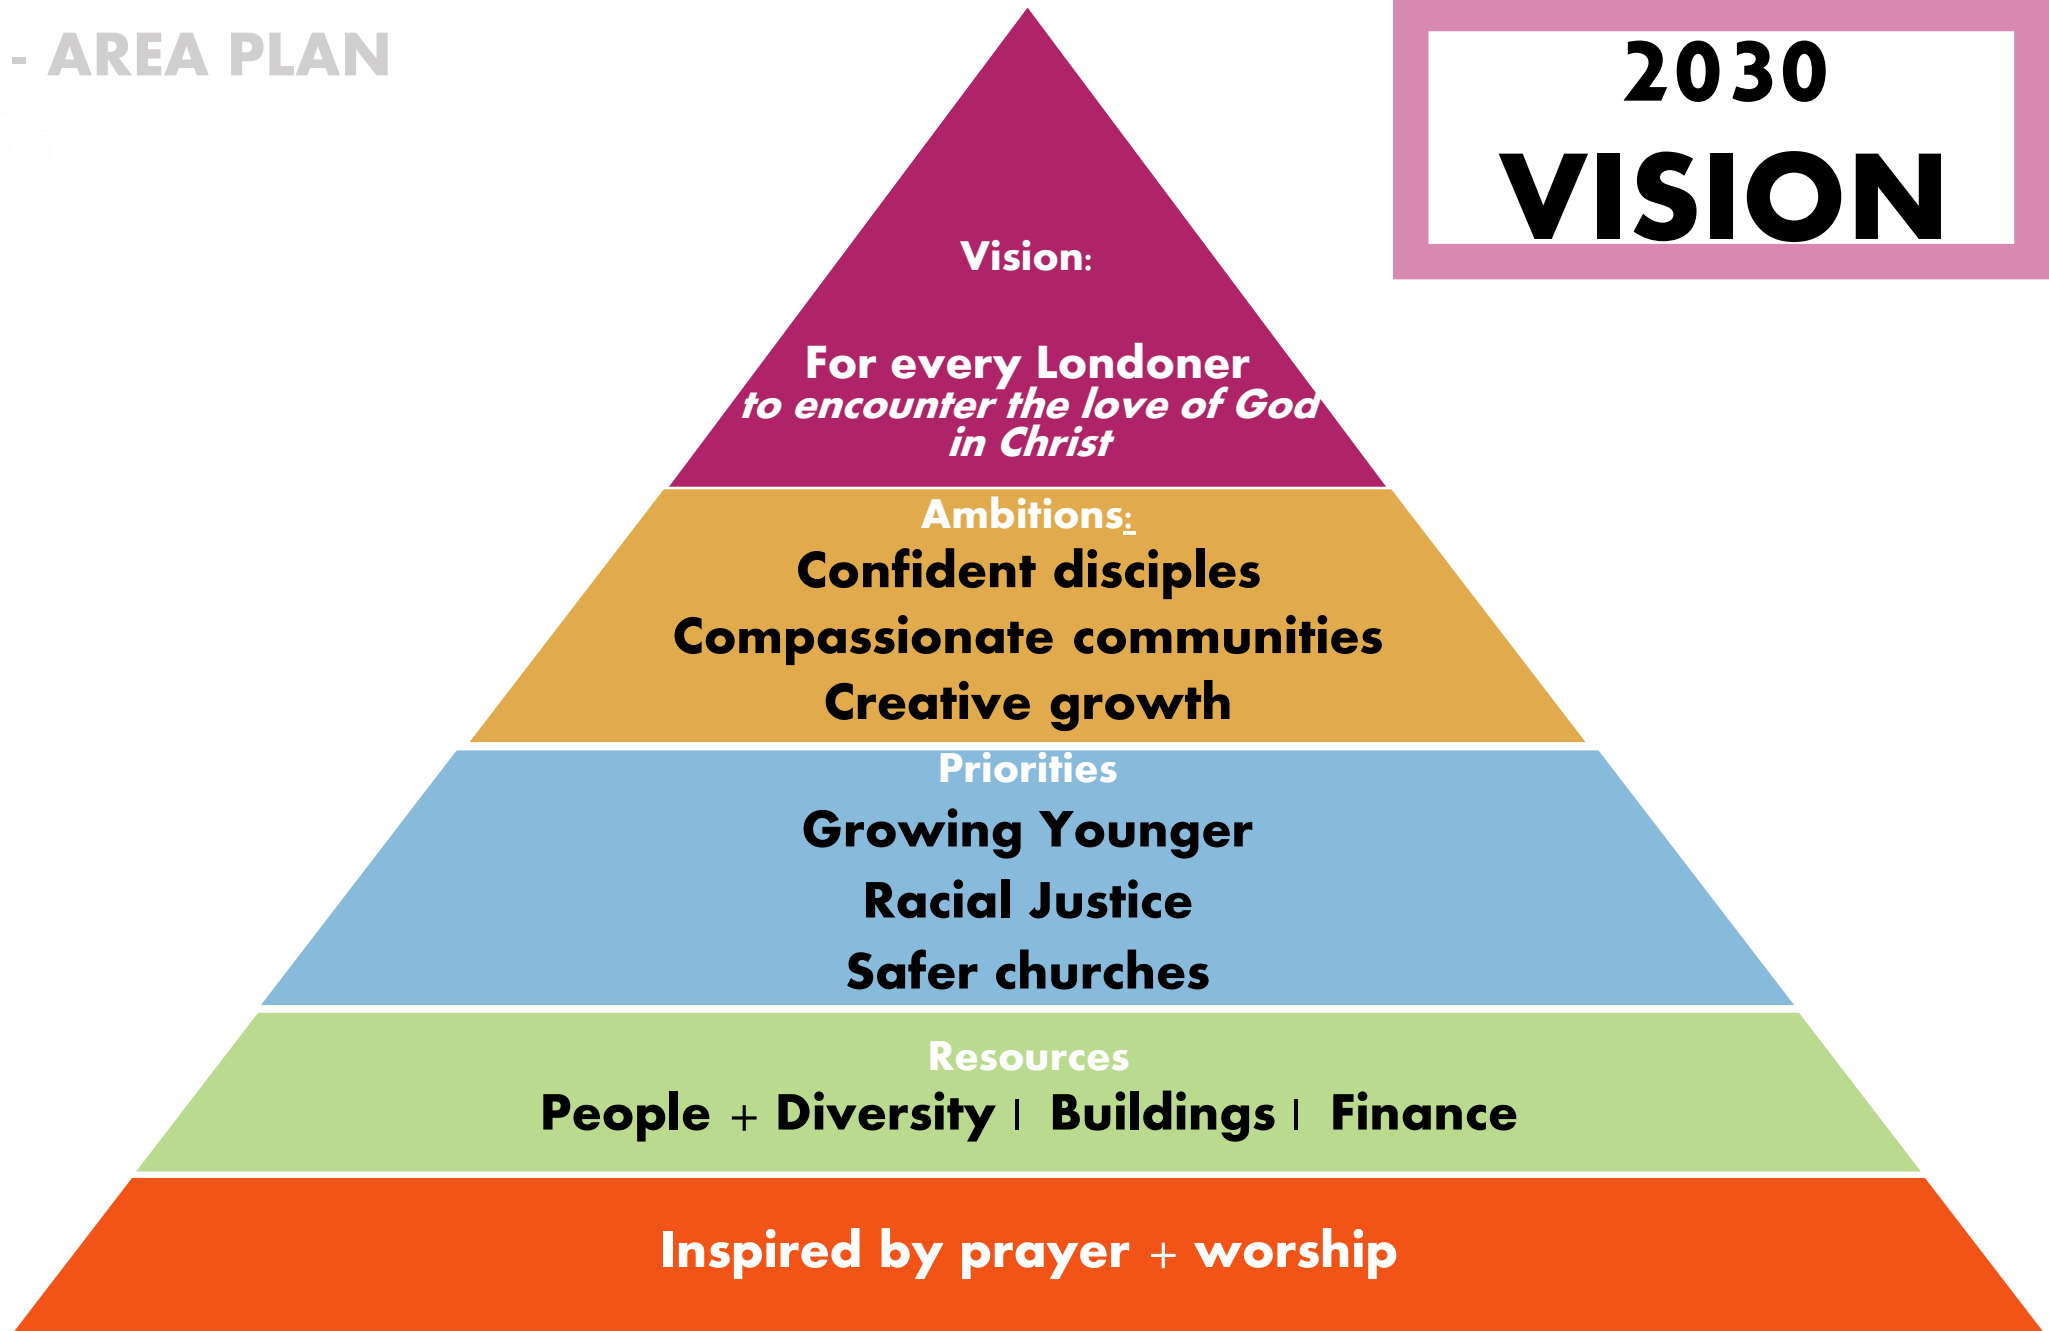 - AREA PLAN
2030
VISION
Vision:
For every Londoner
to encounter the love of God
in Christ
Ambitions:
Confident disciples
Compassionate communities
Creative growth
Priorities
Growing Younger
Racial Justice
Safer churches
Resources
People + Diversity | Buildings | Finance
Inspired by prayer + worship